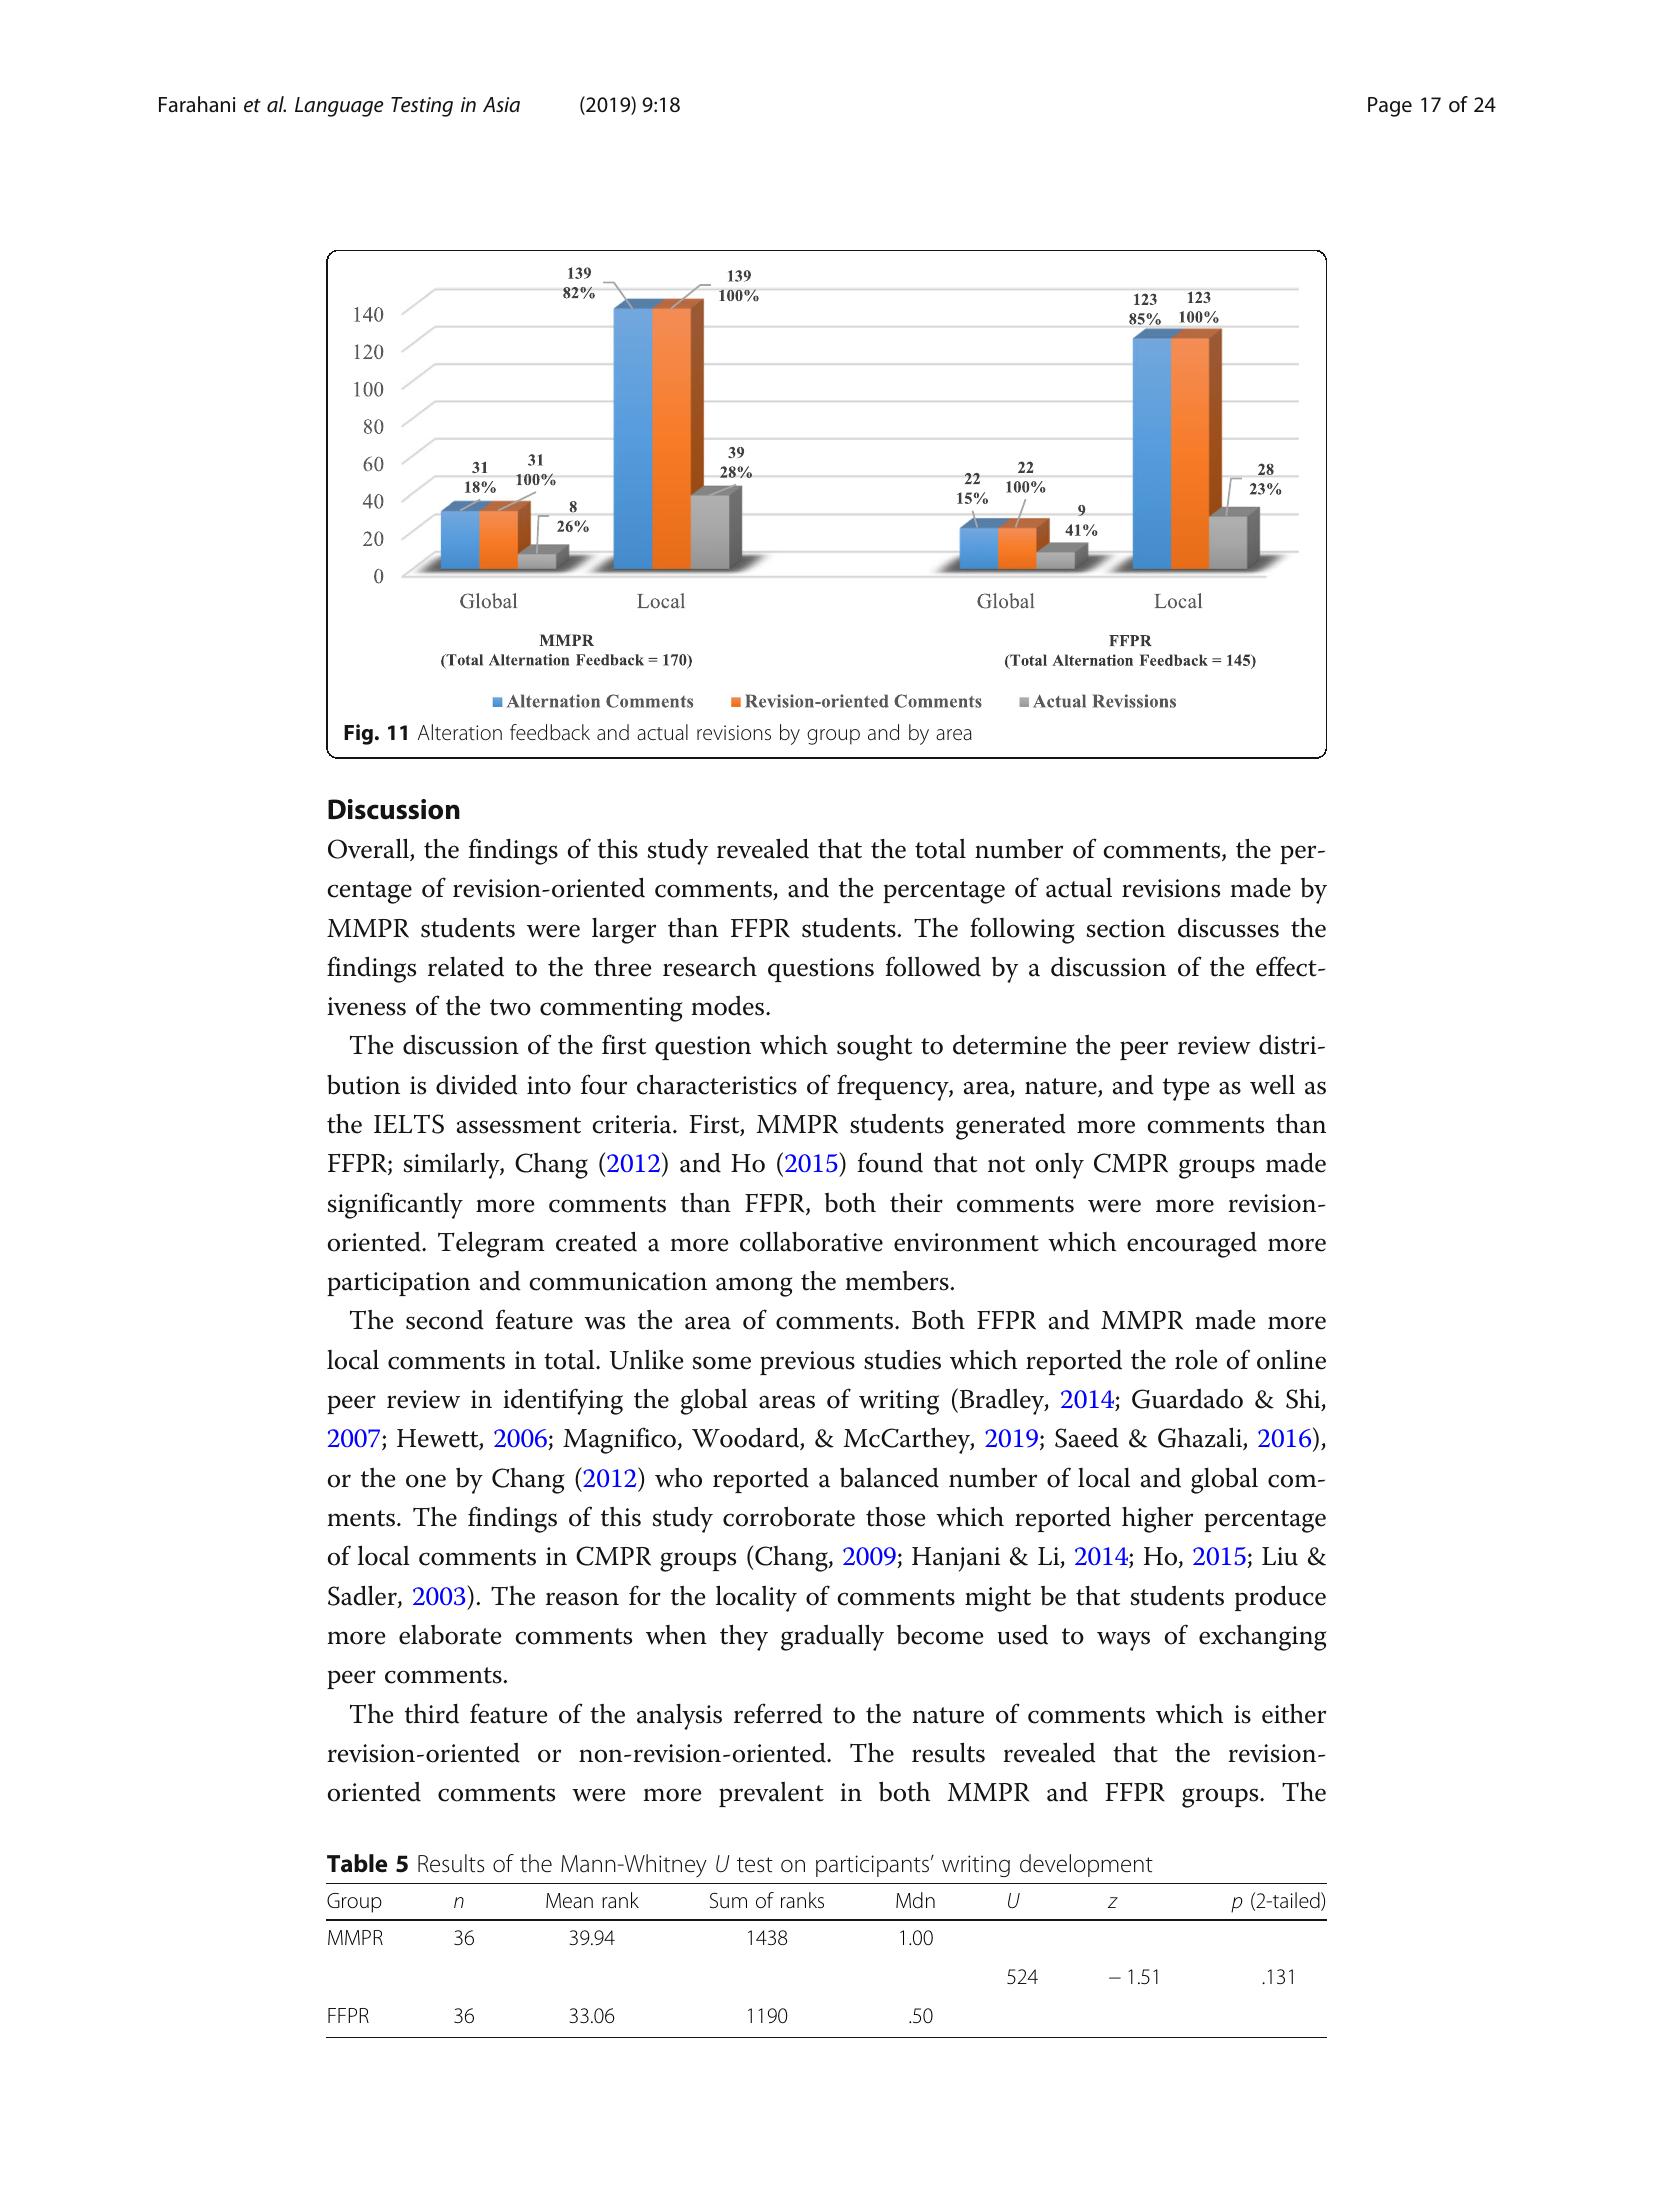 Farahani et al. Language Testing in Asia (2019) 9:18 Page 17 of 24
139
82%
139
100%
123
85%
123
100%
140
120
100
80
60
40
20
0
31
18%
31
100%
8
26%
39
28%
22
15%
22
100%
9
41%
28
23%
Global Local Global Local
MMPR
(Total Alternation Feedback = 170)
FFPR
(Total Alternation Feedback = 145)
Alternation Comments Revision-oriented Comments Actual Revissions
Fig. 11 Alteration feedback and actual revisions by group and by area
Discussion
Overall, the findings of this study revealed that the total number of comments, the per-
centage of revision-oriented comments, and the percentage of actual revisions made by
MMPR students were larger than FFPR students. The following section discusses the
findings related to the three research questions followed by a discussion of the effect-
iveness of the two commenting modes.
The discussion of the first question which sought to determine the peer review distri-
bution is divided into four characteristics of frequency, area, nature, and type as well as
the IELTS assessment criteria. First, MMPR students generated more comments than
FFPR; similarly, Chang (2012) and Ho (2015) found that not only CMPR groups made
significantly more comments than FFPR, both their comments were more revision-
oriented. Telegram created a more collaborative environment which encouraged more
participation and communication among the members.
The second feature was the area of comments. Both FFPR and MMPR made more
local comments in total. Unlike some previous studies which reported the role of online
peer review in identifying the global areas of writing (Bradley, 2014; Guardado & Shi,
2007; Hewett, 2006; Magnifico, Woodard, & McCarthey, 2019; Saeed & Ghazali, 2016),
or the one by Chang (2012) who reported a balanced number of local and global com-
ments. The findings of this study corroborate those which reported higher percentage
of local comments in CMPR groups (Chang, 2009; Hanjani & Li, 2014; Ho, 2015; Liu &
Sadler, 2003). The reason for the locality of comments might be that students produce
more elaborate comments when they gradually become used to ways of exchanging
peer comments.
The third feature of the analysis referred to the nature of comments which is either
revision-oriented or non-revision-oriented. The results revealed that the revision-
oriented comments were more prevalent in both MMPR and FFPR groups. The
Table 5 Results of the Mann-Whitney U test on participants’ writing development
Group n Mean rank Sum of ranks Mdn U z p (2-tailed)
MMPR 36 39.94 1438 1.00
524 − 1.51 .131
FFPR 36 33.06 1190 .50